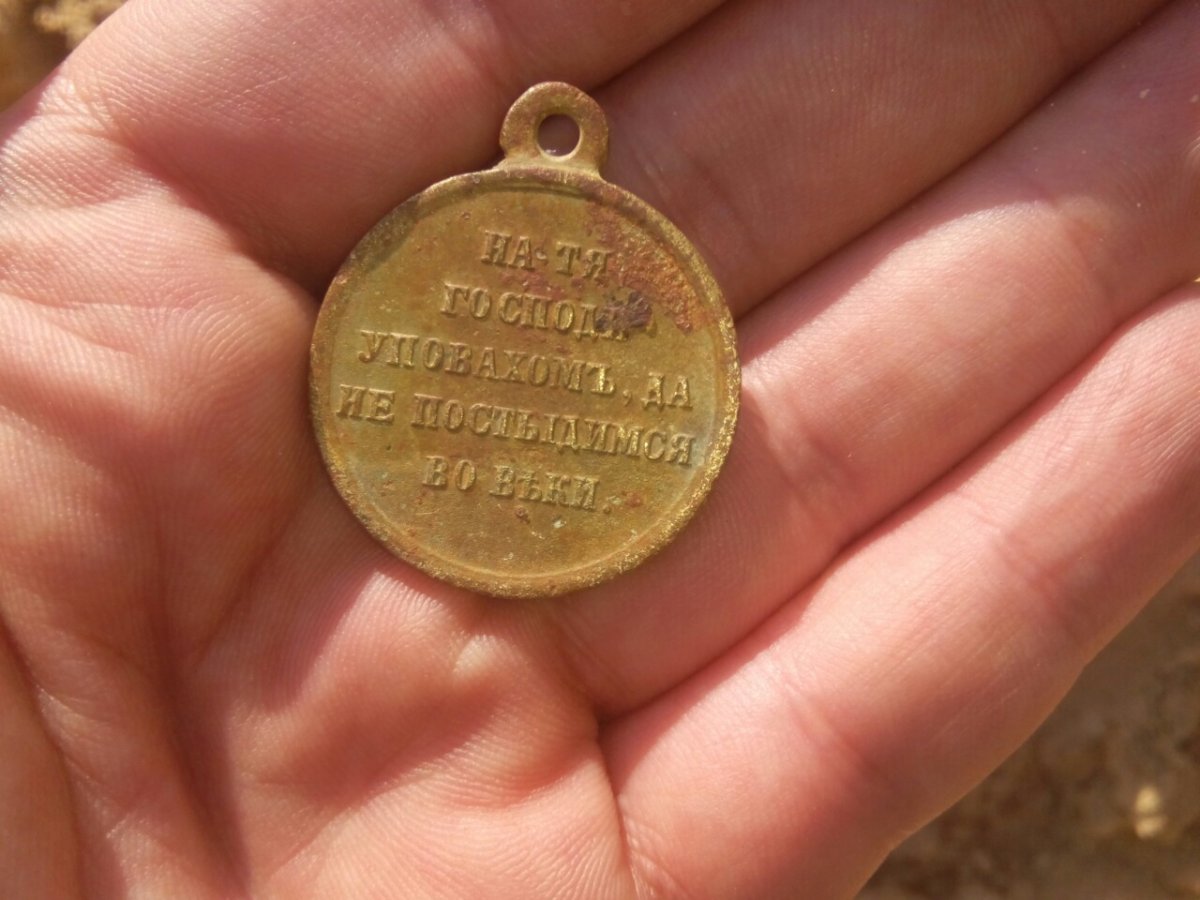 НА-ТЯ
ГОСПОДИ
УПОВАХОМЪ, ДА
НЕ ПОСТЫДИМСЯ
ВО ВѢКИ.